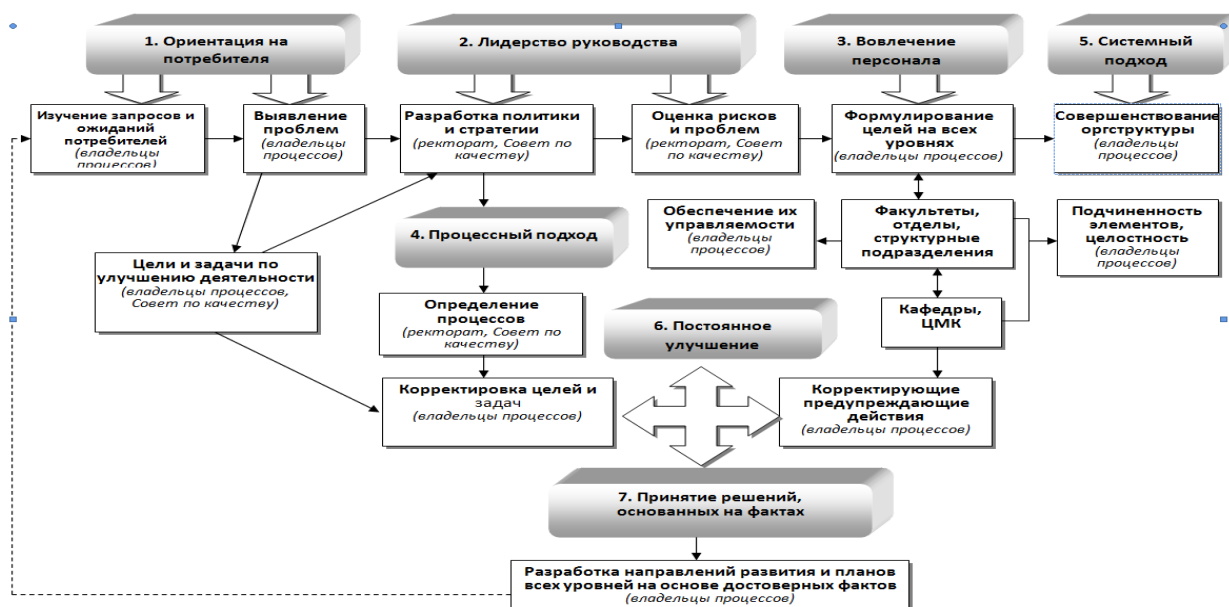 1. Ориентация на
потребителя
2. Лидерство руководства
3. Вовлечение
персонала
5. Системный
подход
Изучение запросов и
ожиданий
потребителей
(владельцы
процессов)
Выявление
проблем
(владельцы
процессов)
Разработка политики
и стратегии
(ректорат, Совет по
качеству)
Оценка рисков
и проблем
(ректорат, Совет
по качеству)
Формулирование
целей на всех
уровнях
(владельцы процессов)
Совершенствование
оргструктуры
(владельцы
процессов)
4. Процессный подход
Обеспечение их
управляемости
(владельцы
процессов)
Факультеты,
отделы,
структурные
подразделения
Подчиненность
элементов,
целостность
(владельцы
процессов)
Цели и задачи по
улучшению деятельности
(владельцы процессов,
Совет по качеству)
Определение
процессов
(ректорат, Совет по
качеству)
6. Постоянное
улучшение
Кафедры,
ЦМК
Корректировка целей и
задач
(владельцы процессов)
Корректирующие
предупреждающие
действия
(владельцы процессов)
7. Принятие решений,
основанных на фактах
Разработка направлений развития и планов
всех уровней на основе достоверных фактов
(владельцы процессов)